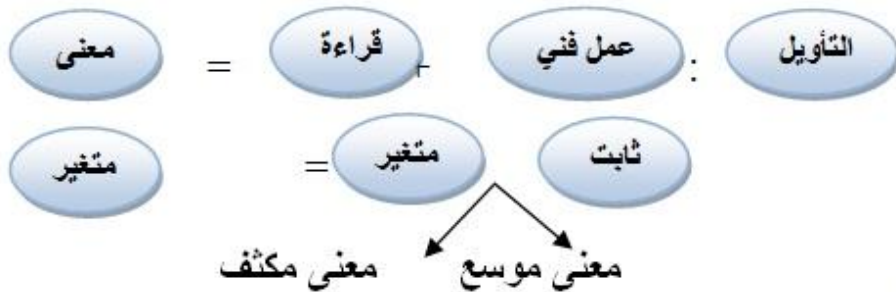 التأويل : عمل فني + قراءة = معنى
ثابت متغير = متغير
معنى موسع معنى مكثف